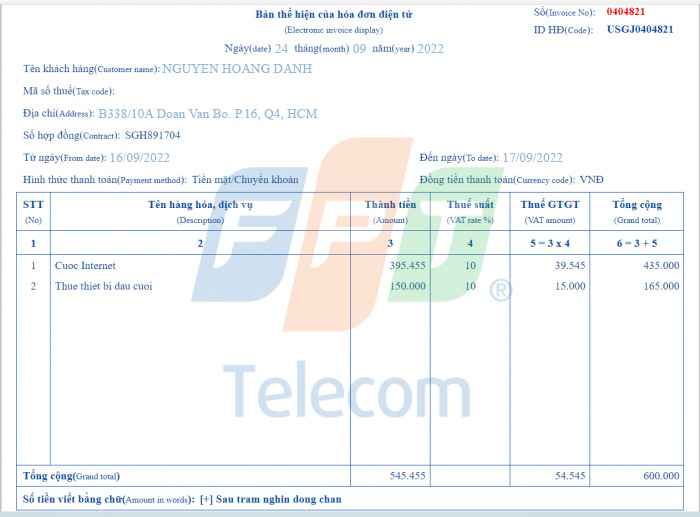 Bản thể hiện của hóa đơn điện tử
(Electronic invoice display)
Số(Invoice No): 0404821
ID HĐ(Code): USGJ0404821
Ngày(date) 24 tháng(month) 09 năm(year) 2022
Tên khách hàng(Customer name): NGUYEN HOANG DANH
Mã số thuế(Tax code):
Địa chỉ(Address): B338/10A Doan Van Bo. P.16, Q4, HCM
Số hợp đồng(Contract): SGH891704
Từ ngày(From date): 16/09/2022 Đến ngày(To date): 17/09/2022
Hình thức thanh toán(Payment method): Tiền mặt/Chuyển khoản Đồng tiền thanh toán(Currency code): VNĐ
STT Tên hàng hóa, dịch vụ Thành tiền Thuế suất Thuế GTGT Tổng cộng
(No) (Description) (Amount) (VAT rate %) (VAT amount) (Grand total)
1 2 3 4 5 = 3 x 4 6 = 3 + 5
1 Cuoc Internet 395.455 10 39.545 435.000
2 Thue thiet bi dau cuoi 150.000 10 15.000 165.000
FPT ®
Telecom
Tổng cộng(Grand total) 545.455 54.545 600.000
Số tiền viết bằng chữ(Amount in words): [+] Sau tram nghin dong chan